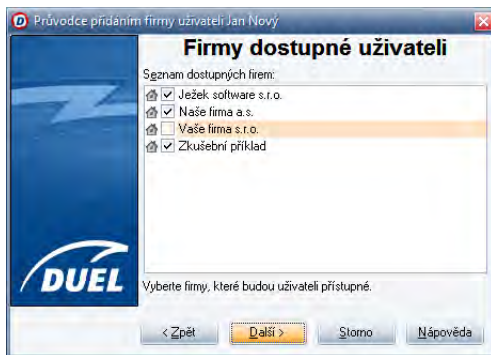 Průvodce přidáním firmy uživateli Jan Nový
Firmy dostupné uživateli
Seznam dostupných firem:
Ježek software s.r.o.
Naše firma a.s.
Vaše firma s.r.o.
Zkušební příklad
DUEL
Vyberte firmy, které budou uživateli přístupné.
< Zpět
Další >
Storno
Nápověda